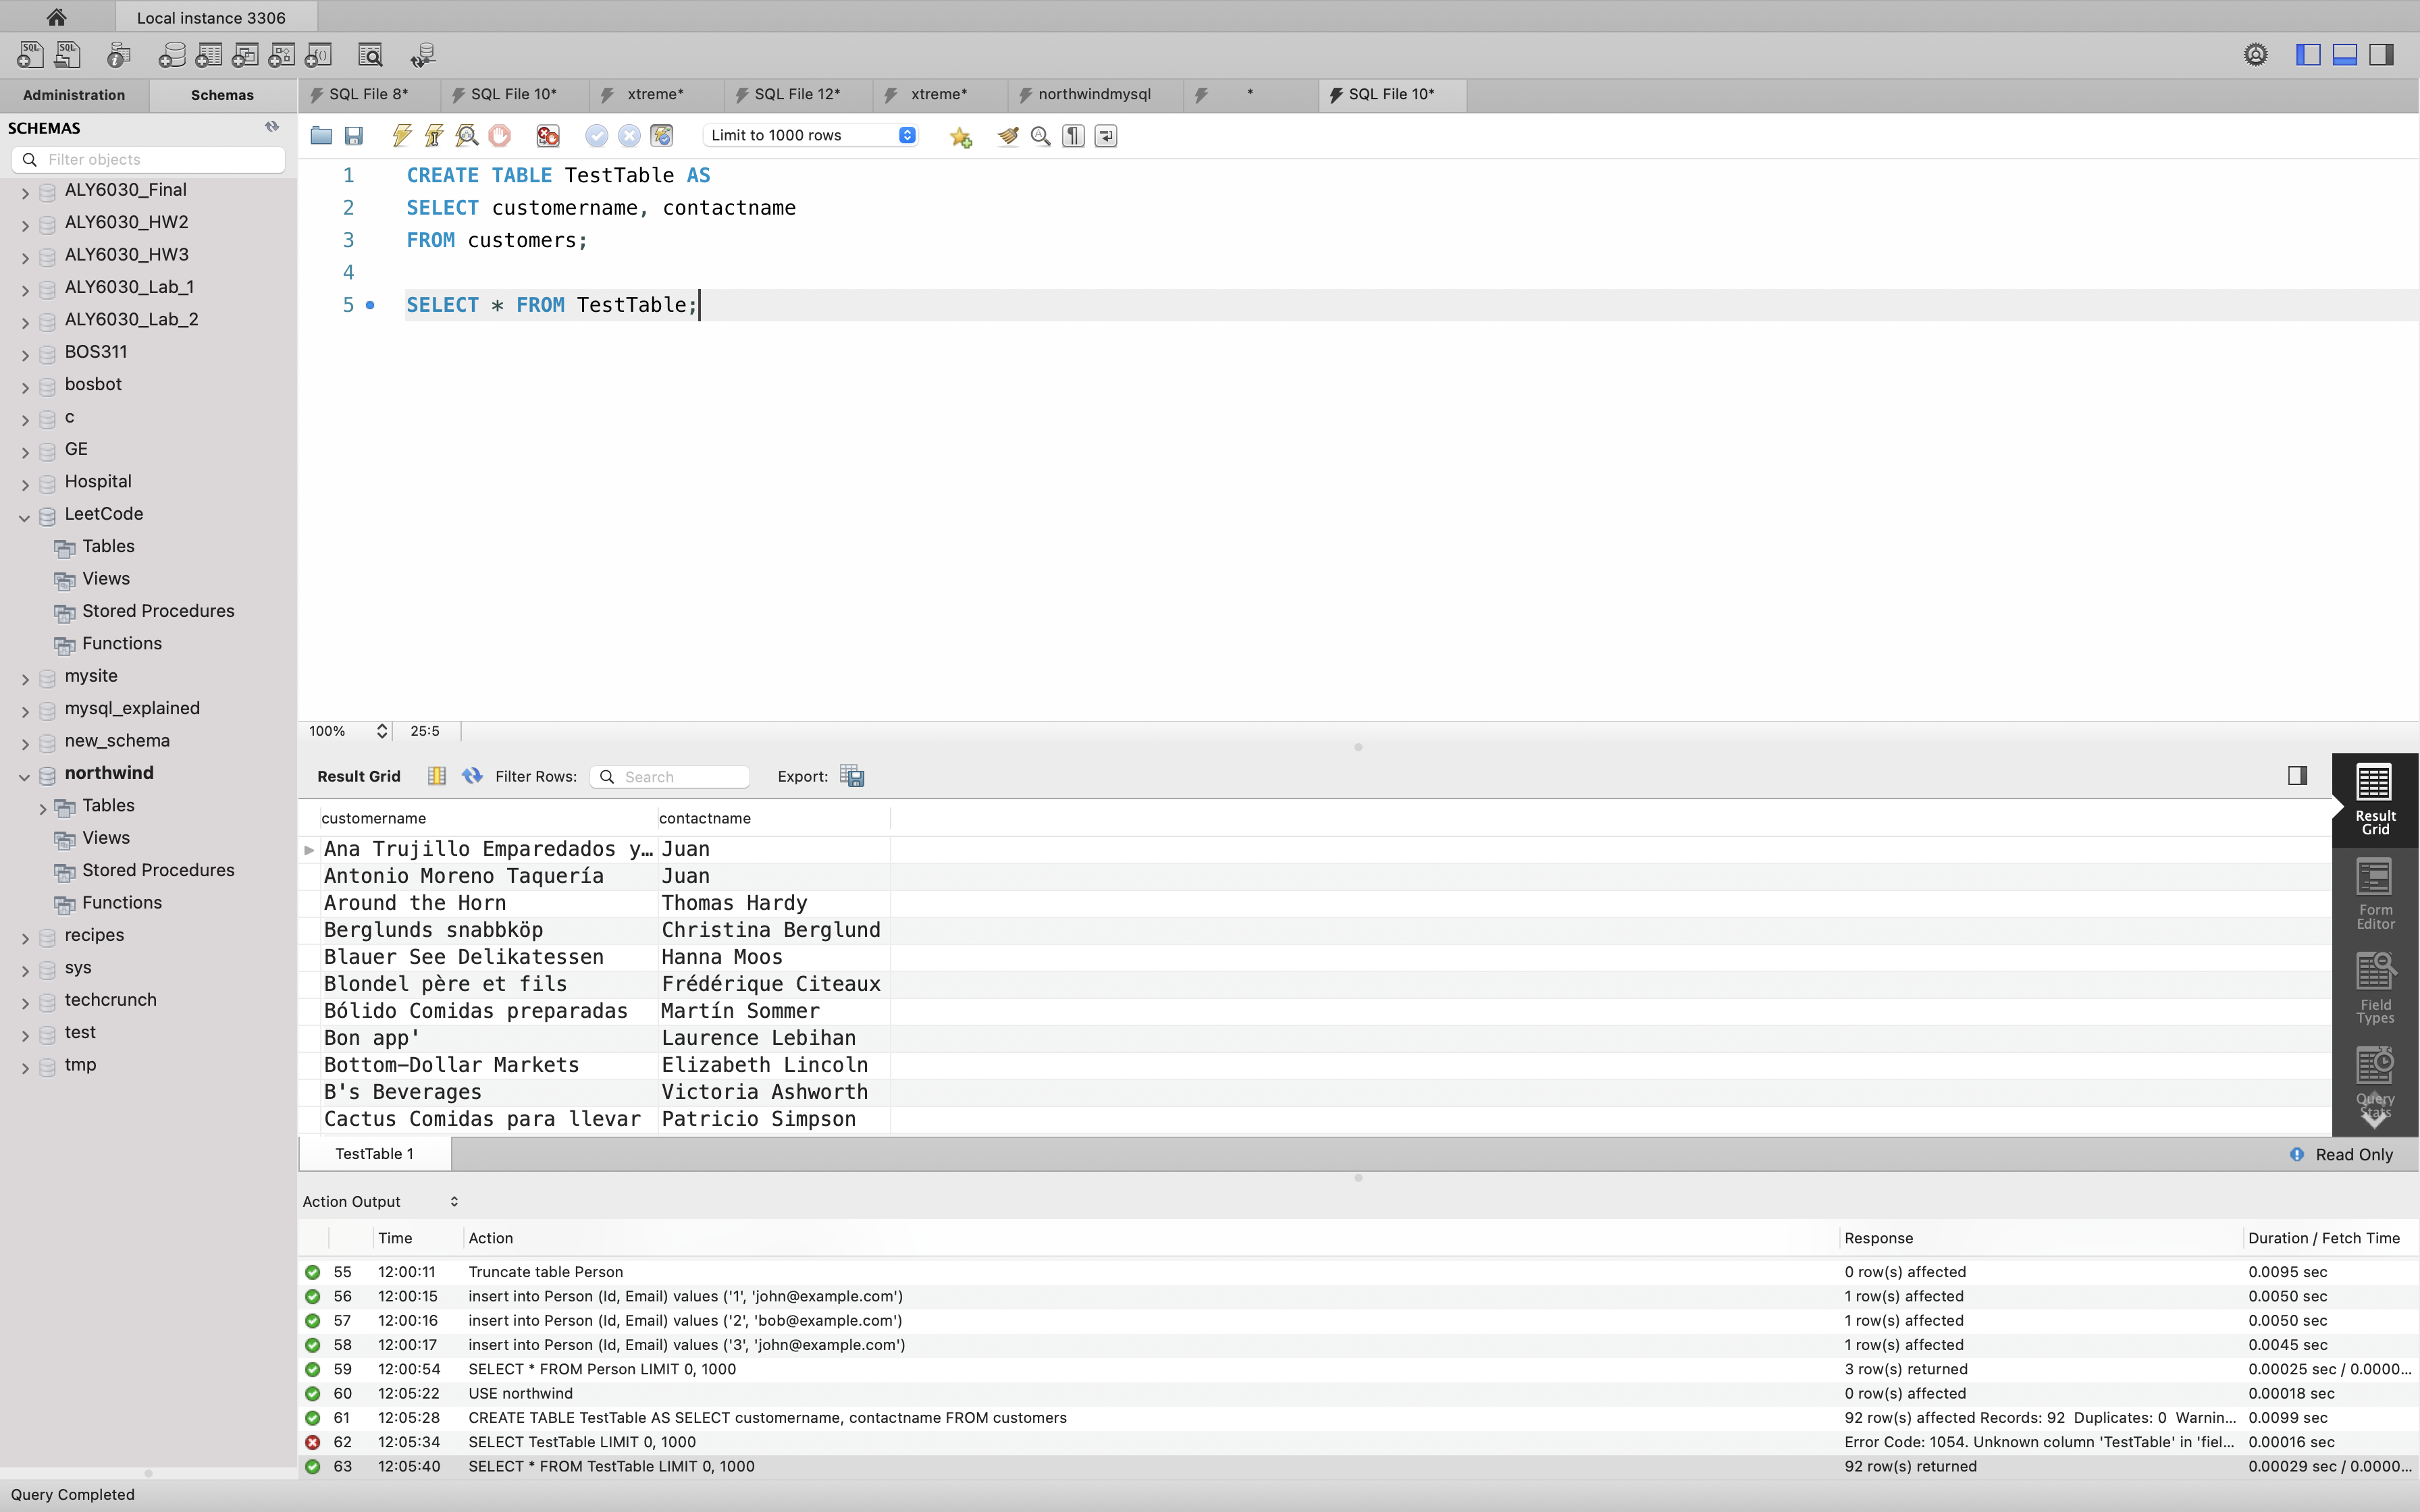 Local instance 3306
SQL SQL
Administration Schemas SQL File 8* SQL File 10* xtreme* SQL File 12* xtreme* northwindmysql * SQL File 10*
SCHEMAS
Filter objects
ALY6030_Final
ALY6030_HW2
ALY6030_HW3
ALY6030_Lab_1
ALY6030_Lab_2
BOS311
bosbot
c
GE
Hospital
LeetCode
Tables
Views
Stored Procedures
Functions
mysite
mysql_explained
new_schema
northwind
Tables
Views
Stored Procedures
Functions
recipes
sys
techcrunch
test
tmp
Limit to 1000 rows
1 CREATE TABLE TestTable AS
2 SELECT customername, contactname
3 FROM customers;
4
5 SELECT * FROM TestTable;
100% 25:5
Result Grid Filter Rows: Search Export:
customername contactname
Ana Trujillo Emparedados y… Juan
Antonio Moreno Taquería Juan
Around the Horn Thomas Hardy
Berglunds snabbköp Christina Berglund
Blauer See Delikatessen Hanna Moos
Blondel père et fils Frédérique Citeaux
Bólido Comidas preparadas Martín Sommer
Bon app' Laurence Lebihan
Bottom-Dollar Markets Elizabeth Lincoln
B's Beverages Victoria Ashworth
Cactus Comidas para llevar Patricio Simpson
Result
Grid
Form
Editor
Field
Types
Query
Stats
TestTable 1 Read Only
Action Output
Time Action Response Duration / Fetch Time
55 12:00:11 Truncate table Person 0 row(s) affected 0.0095 sec
56 12:00:15 insert into Person (Id, Email) values ('1', 'john@example.com') 1 row(s) affected 0.0050 sec
57 12:00:16 insert into Person (Id, Email) values ('2', 'bob@example.com') 1 row(s) affected 0.0050 sec
58 12:00:17 insert into Person (Id, Email) values ('3', 'john@example.com') 1 row(s) affected 0.0045 sec
59 12:00:54 SELECT * FROM Person LIMIT 0, 1000 3 row(s) returned 0.00025 sec / 0.0000...
60 12:05:22 USE northwind 0 row(s) affected 0.00018 sec
61 12:05:28 CREATE TABLE TestTable AS SELECT customername, contactname FROM customers 92 row(s) affected Records: 92 Duplicates: 0 Warnin... 0.0099 sec
62 12:05:34 SELECT TestTable LIMIT 0, 1000 Error Code: 1054. Unknown column 'TestTable' in 'fiel... 0.00016 sec
63 12:05:40 SELECT * FROM TestTable LIMIT 0, 1000 92 row(s) returned 0.00029 sec / 0.0000...
Query Completed